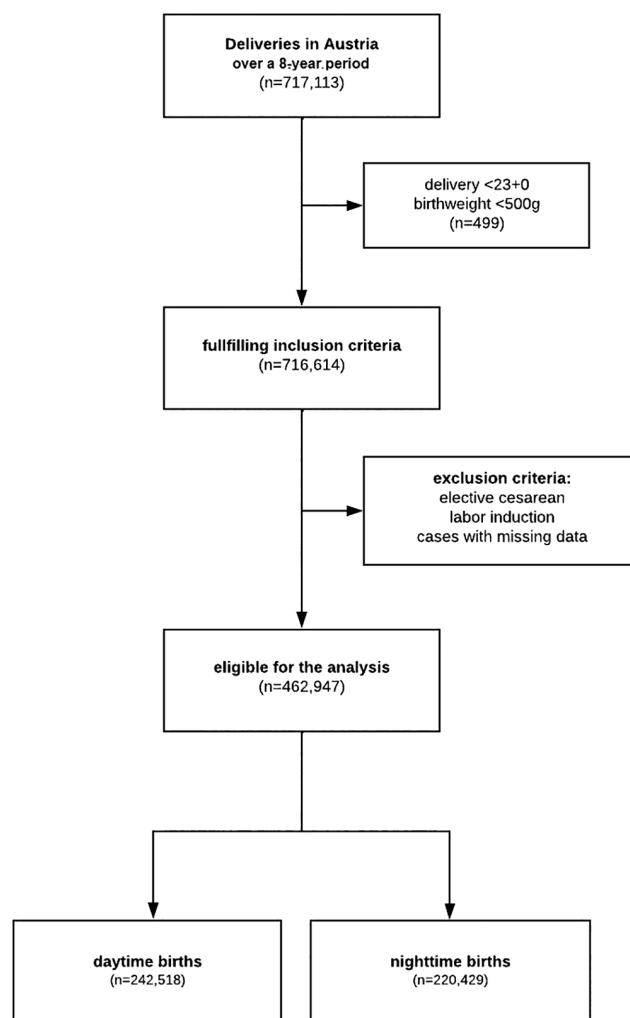 Deliveries in Austria
over a 8-year period
(n=717,113)
delivery <23+0
birthweight <500g
(n=499)
fullfilling inclusion criteria
(n=716,614)
exclusion criteria:
elective cesarean
labor induction
cases with missing data
eligible for the analysis
(n=462,947)
daytime births
(n=242,518)
nighttime births
(n=220,429)